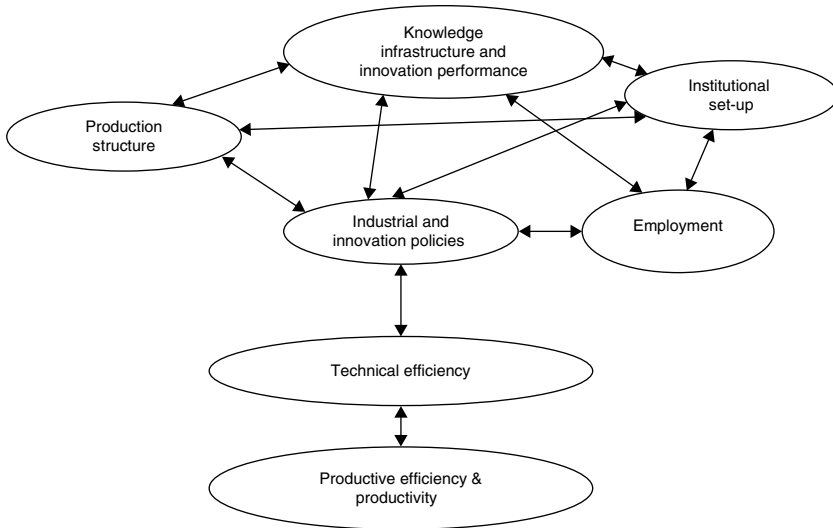 Knowledge
infrastructure and
innovation performance
Institutional
set-up
Production
structure
Industrial and
innovation policies
Employment
Technical efficiency
Productive efficiency &
productivity